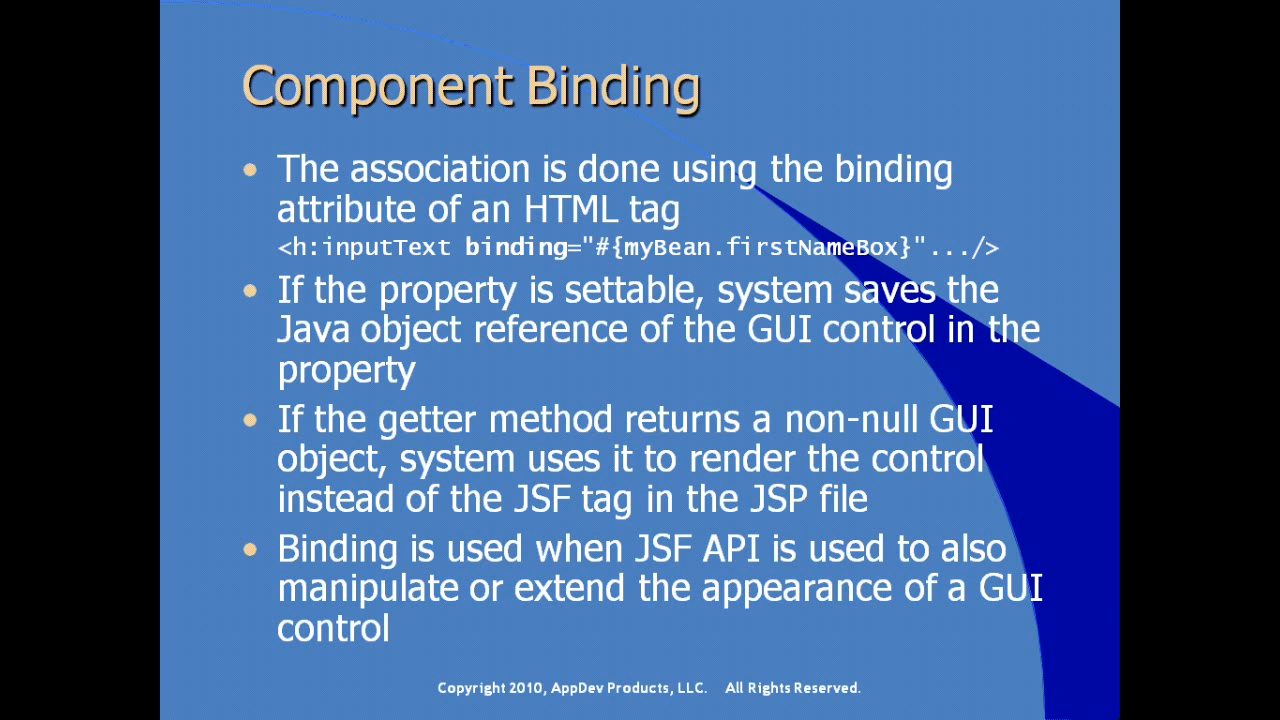 Component Binding
• The association is done using the binding
attribute of an HTML tag
<h:inputText binding="#{myBean.firstNameBox}".../>
• If the property is settable, system saves the
Java object reference of the GUI control in the
property
• If the getter method returns a non-null GUI
object, system uses it to render the control
instead of the JSF tag in the JSP file
• Binding is used when JSF API is used to also
manipulate or extend the appearance of a GUI
control
Copyright 2010, AppDev Products, LLC. All Rights Reserved.